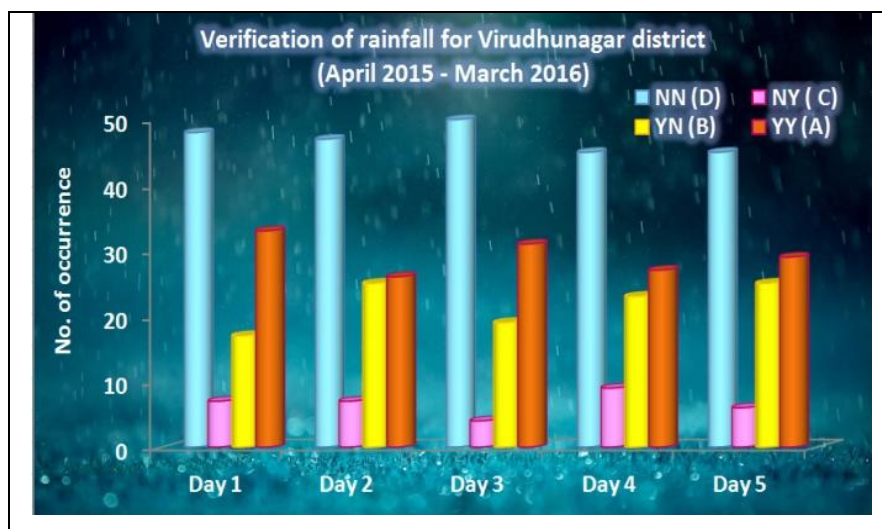 Verification of rainfall for Virudhunagar district
(April 2015 - March 2016)
NN (D) NY ( C)
YN (B) YY (A)
No. of occurrence
50
40
30
20
10
0
Day 1 Day 2 Day 3 Day 4 Day 5